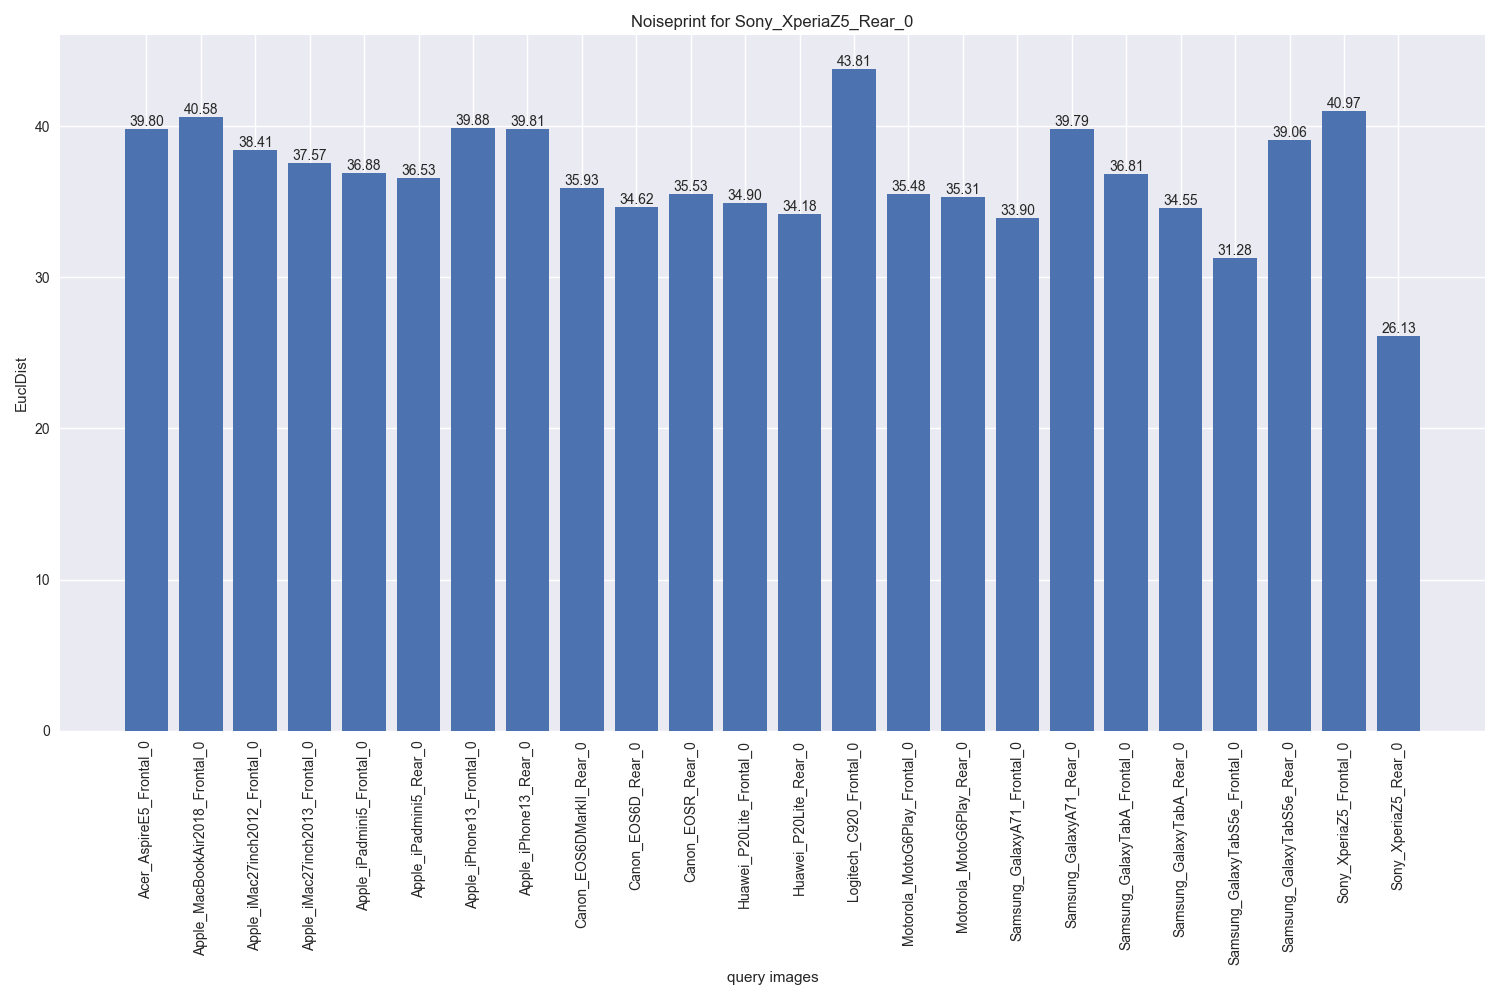 Noiseprint for Sony_XperiaZ5_Rear_0
EuclDist
40
30
20
10
0
39.80
40.58
38.41
37.57
36.88
36.53
39.88
39.81
35.93
34.62
35.53
34.90
34.18
43.81
35.48
35.31
33.90
39.79
36.81
34.55
31.28
39.06
40.97
26.13
Acer_AspireE5_Frontal_0
Apple_MacBookAir2018_Frontal_0
Apple_iMac27inch2012_Frontal_0
Apple_iMac27inch2013_Frontal_0
Apple_iPadmini5_Frontal_0
Apple_iPadmini5_Rear_0
Apple_iPhone13_Frontal_0
Apple_iPhone13_Rear_0
Canon_EOS6DMarkII_Rear_0
Canon_EOS6D_Rear_0
Canon_EOSR_Rear_0
Huawei_P20Lite_Frontal_0
Huawei_P20Lite_Rear_0
Logitech_C920_Frontal_0
Motorola_MotoG6Play_Frontal_0
Motorola_MotoG6Play_Rear_0
Samsung_GalaxyA71_Frontal_0
Samsung_GalaxyA71_Rear_0
Samsung_GalaxyTabA_Frontal_0
Samsung_GalaxyTabA_Rear_0
Samsung_GalaxyTabS5e_Frontal_0
Samsung_GalaxyTabS5e_Rear_0
Sony_XperiaZ5_Frontal_0
Sony_XperiaZ5_Rear_0
query images